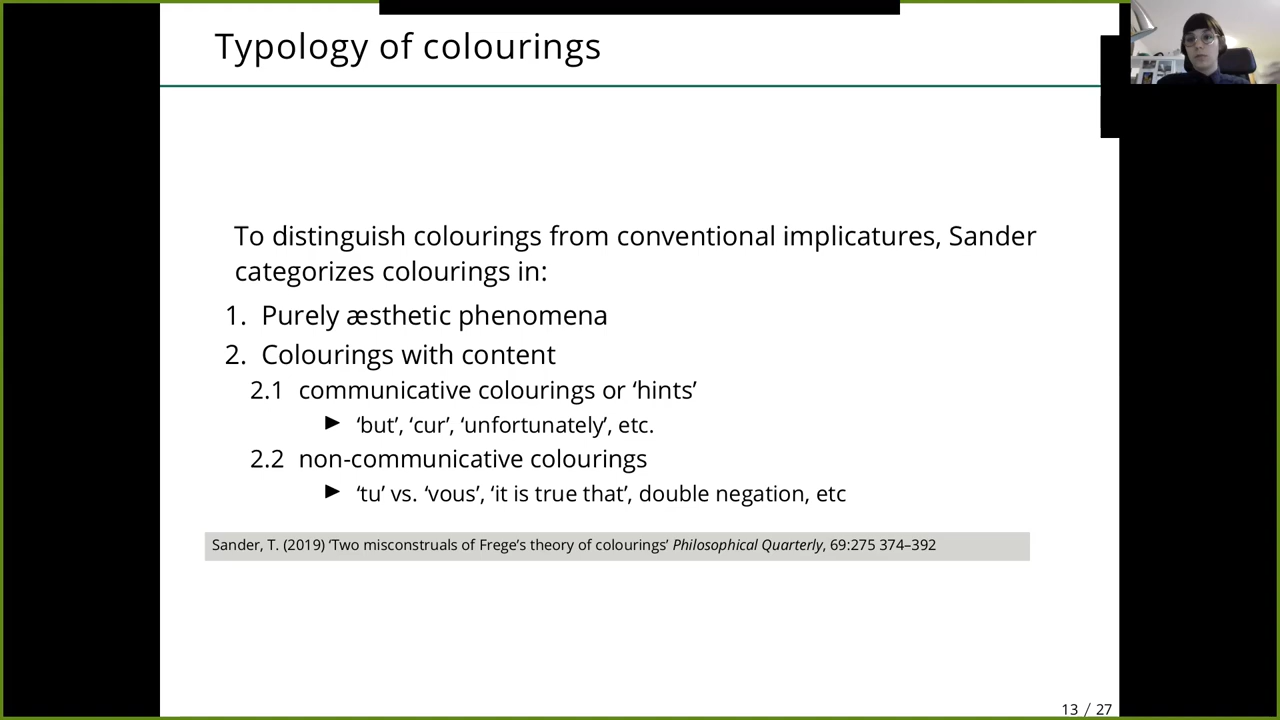 Typology of colourings
To distinguish colourings from conventional implicatures, Sander
categorizes colourings in:
1. Purely æsthetic phenomena
2. Colourings with content
2.1 communicative colourings or ‘hints’
▶ ‘but’, ‘cur’, ‘unfortunately’, etc.
2.2 non-communicative colourings
▶ ‘tu’ vs. ‘vous’, ‘it is true that’, double negation, etc
Sander, T. (2019) ‘Two misconstruals of Frege’s theory of colourings’ Philosophical Quarterly, 69:275 374–392
13 / 27